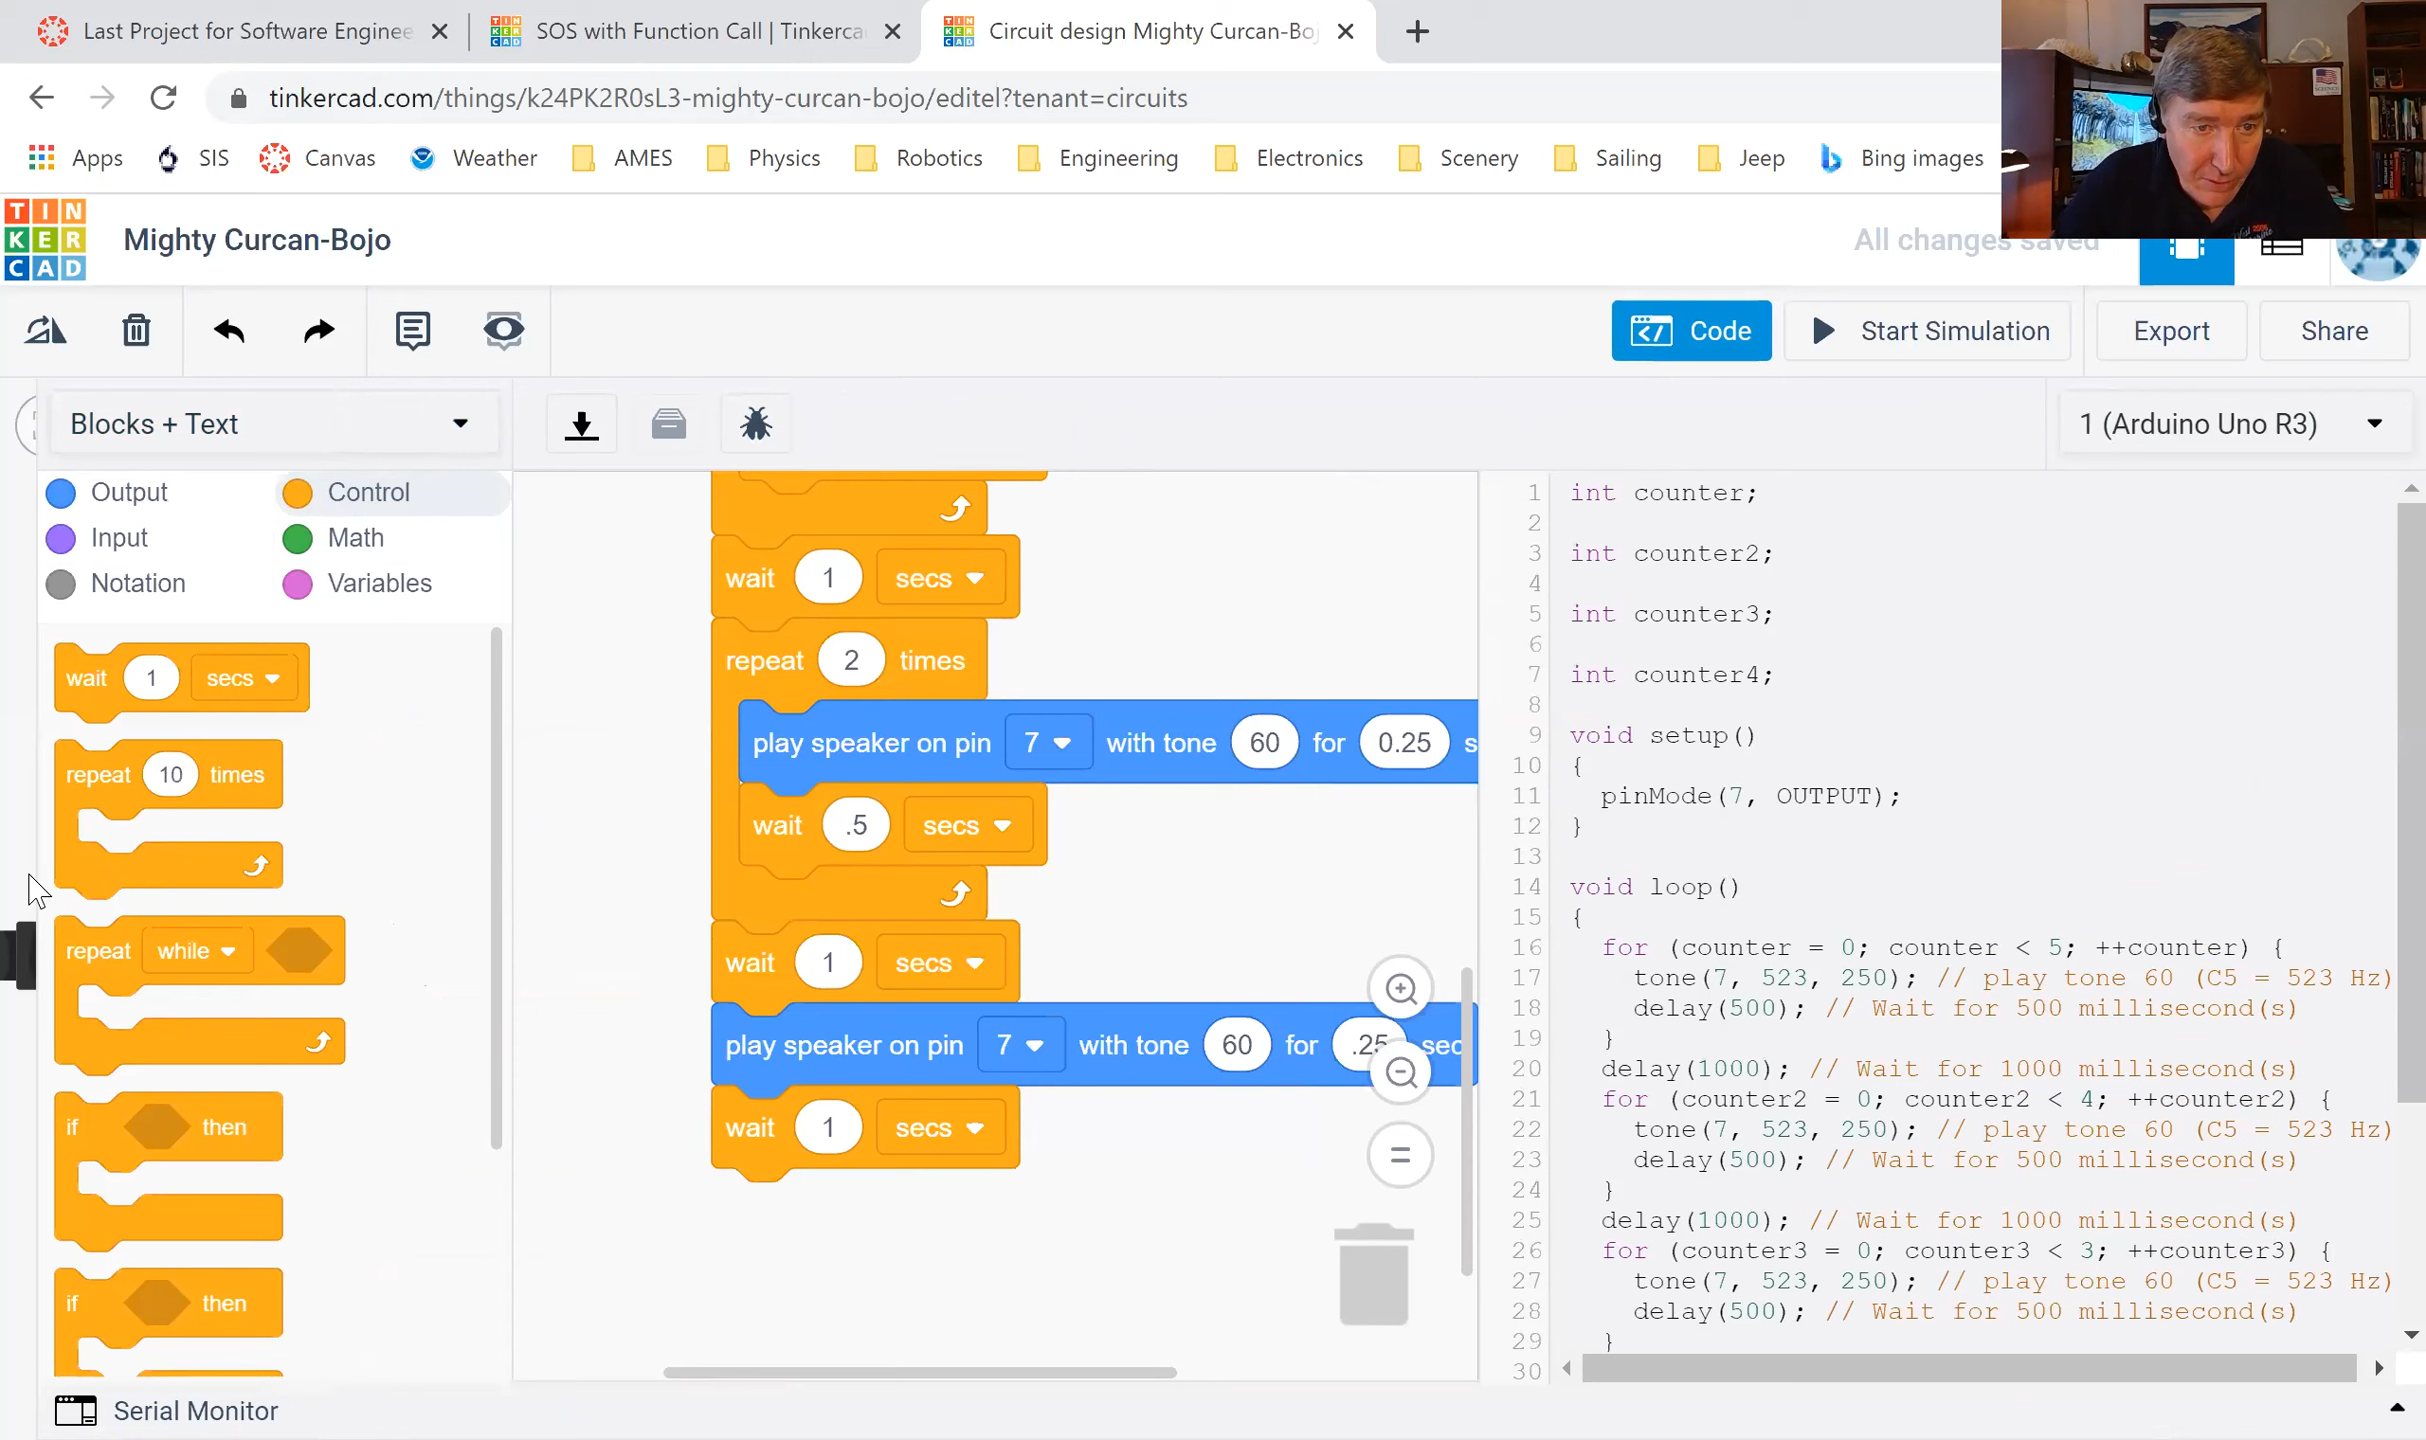 Last Project for Software Enginee
SOS with Function Call | Tinkerca
Circuit design Mighty Curcan-Boj
tinkercad.com/things/k24PK2R0sL3-mighty-curcan-bojo/editel?tenant=circuits
Apps
SIS
Canvas
Weather
AMES
Physics
Robotics
Engineering
Electronics
Scenery
Sailing
Jeep
Bing images
TIN
KER
CAD
Mighty Curcan-Bojo
All changes saved
Code
Start Simulation
Export
Share
Blocks + Text
1 (Arduino Uno R3)
Output
Control
Input
Math
Notation
Variables
wait 1 secs
repeat 10 times
repeat while
if then
if then
wait 1 secs
repeat 2 times
play speaker on pin 7 with tone 60 for 0.25 s
wait .5 secs
wait 1 secs
play speaker on pin 7 with tone 60 for .25 sec
wait 1 secs
1 int counter;
2
3 int counter2;
4
5 int counter3;
6
7 int counter4;
8
9 void setup()
10 {
11 pinMode(7, OUTPUT);
12 }
13
14 void loop()
15 {
16 for (counter = 0; counter < 5; ++counter) {
17 tone(7, 523, 250); // play tone 60 (C5 = 523 Hz)
18 delay(500); // Wait for 500 millisecond(s)
19 }
20 delay(1000); // Wait for 1000 millisecond(s)
21 for (counter2 = 0; counter2 < 4; ++counter2) {
22 tone(7, 523, 250); // play tone 60 (C5 = 523 Hz)
23 delay(500); // Wait for 500 millisecond(s)
24 }
25 delay(1000); // Wait for 1000 millisecond(s)
26 for (counter3 = 0; counter3 < 3; ++counter3) {
27 tone(7, 523, 250); // play tone 60 (C5 = 523 Hz)
28 delay(500); // Wait for 500 millisecond(s)
29 }
30
Serial Monitor